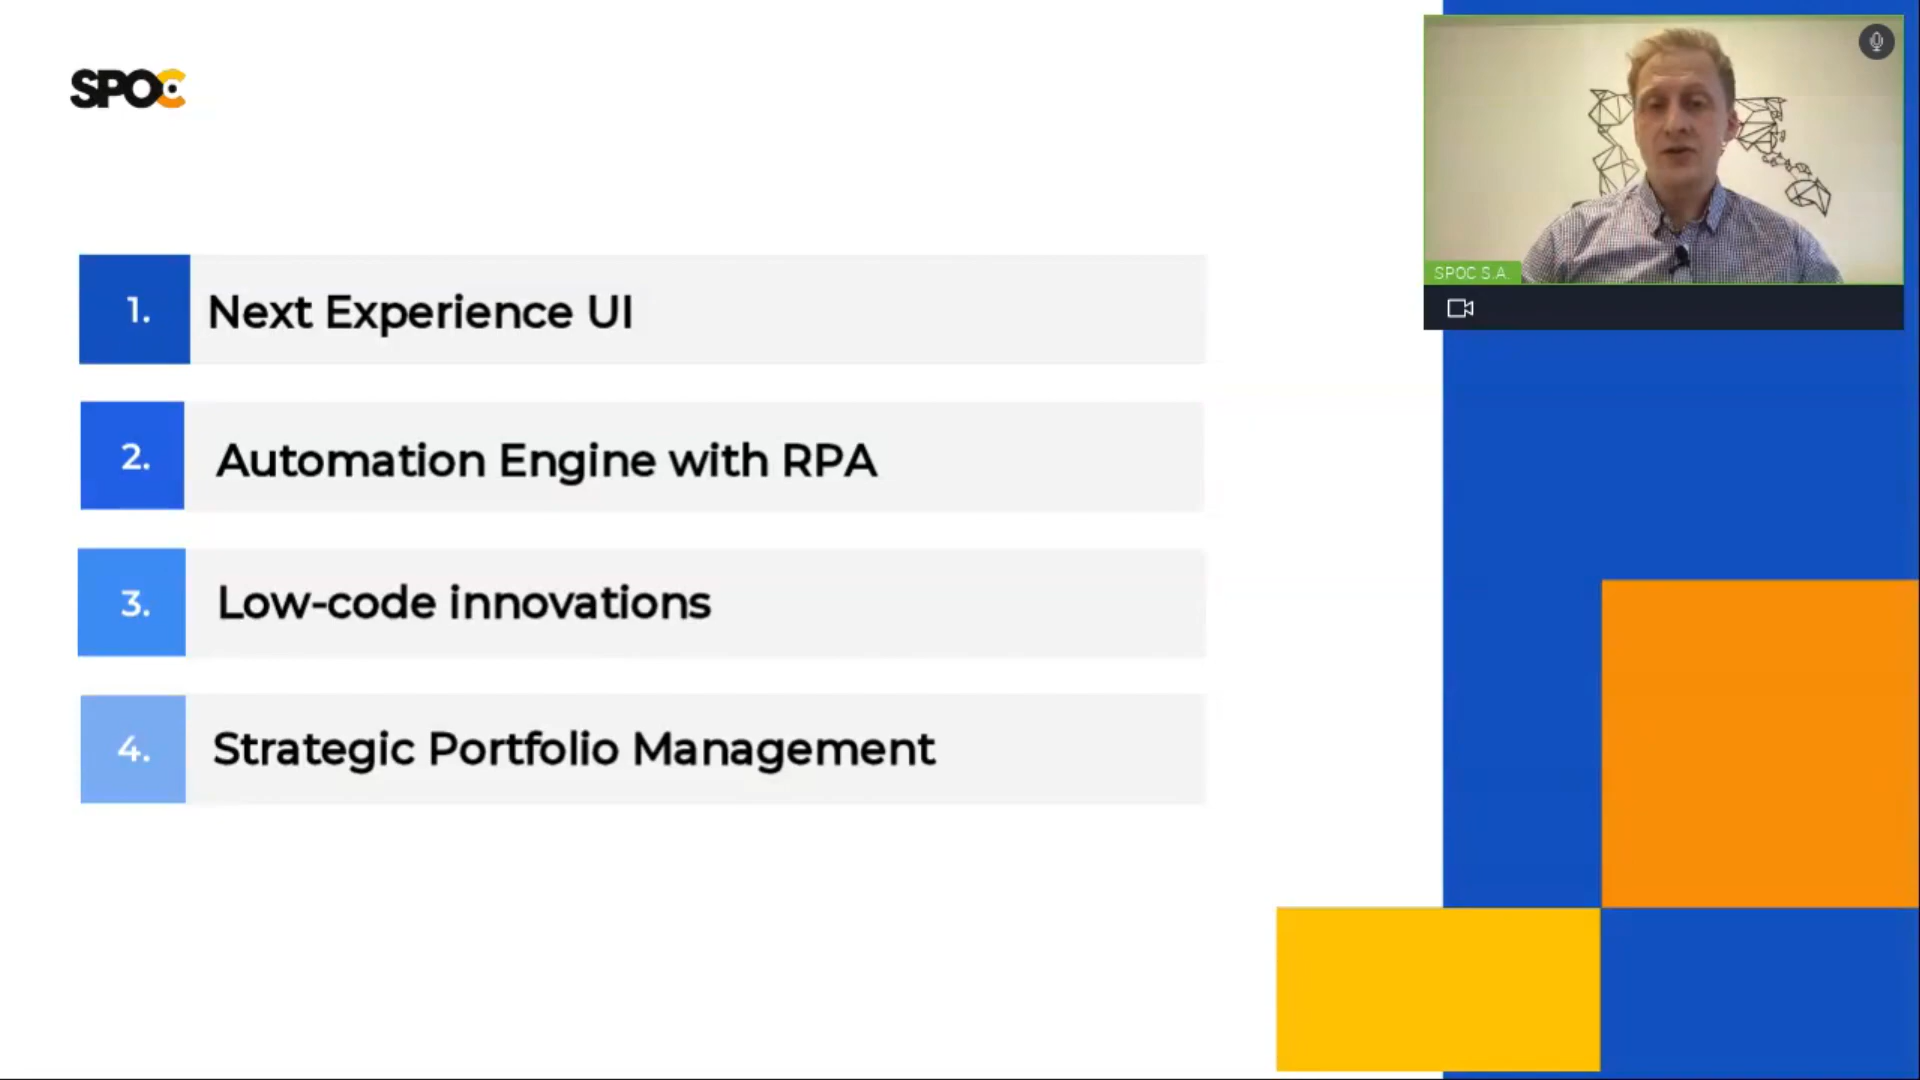 SPOC
1. Next Experience UI
2. Automation Engine with RPA
3. Low-code innovations
4. Strategic Portfolio Management
SPOC S.A.